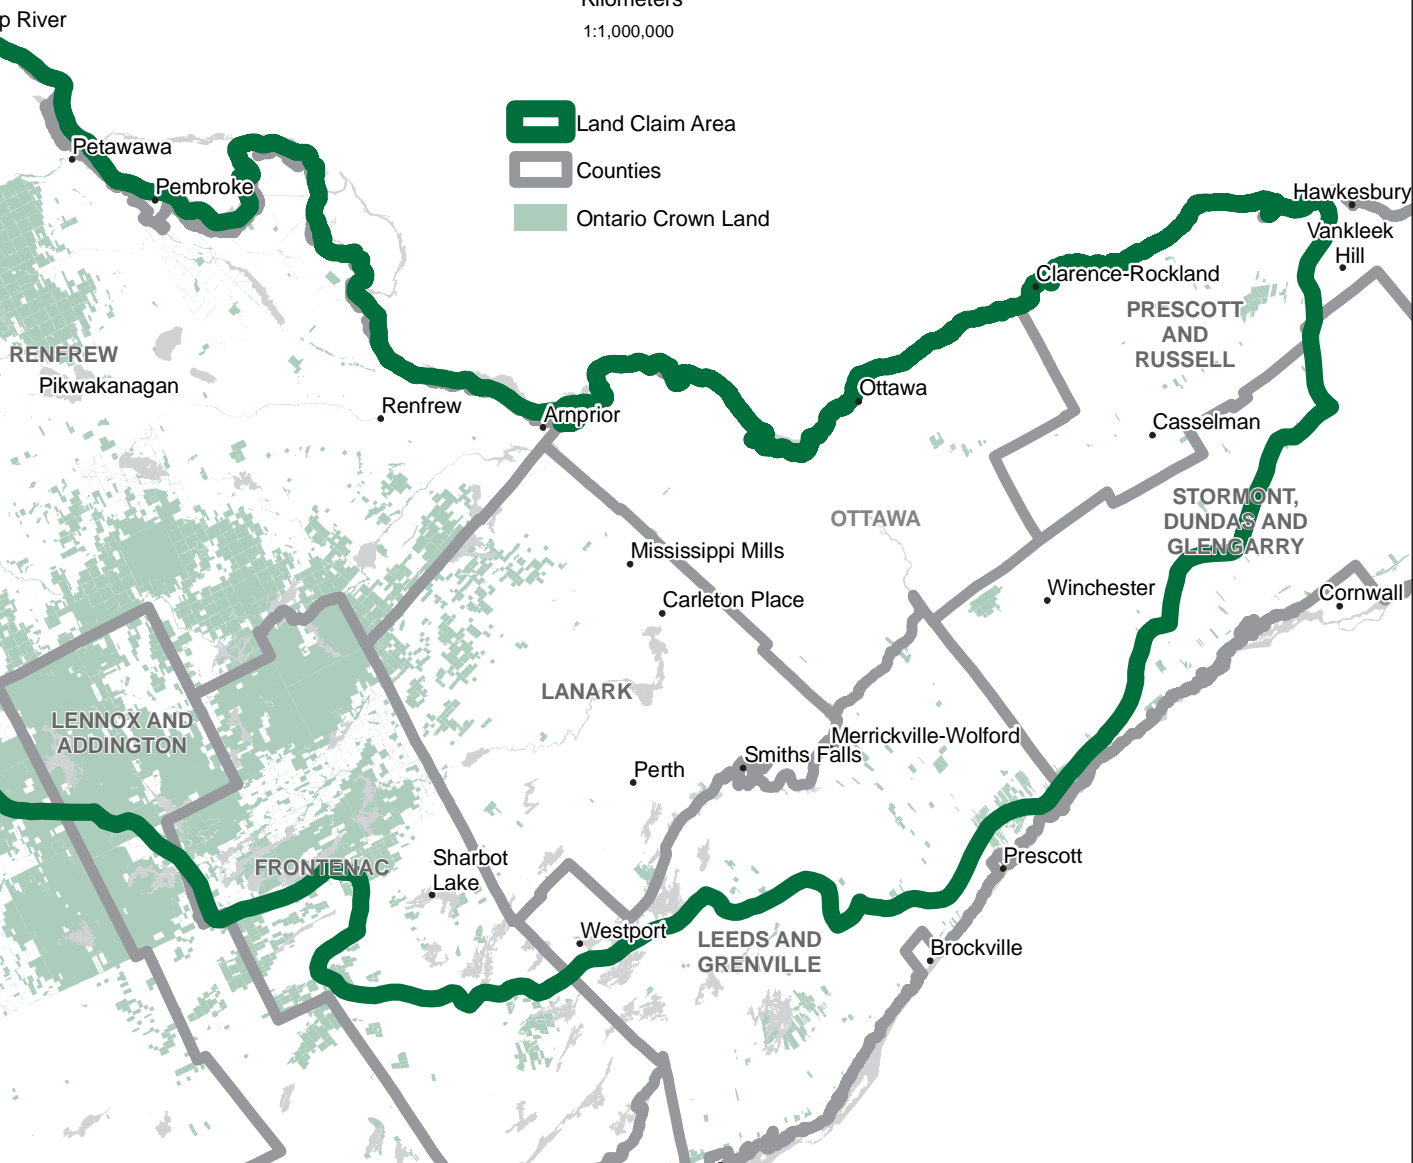 Kilometers
p River
1:1,000,000
Land Claim Area
Petawawa
Counties
Pembroke
Hawkesbury
Ontario Crown Land
Vankleek
Hill
Clarence-Rockland
PRESCOTT
AND
RUSSELL
RENFREW
Pikwakanagan
Ottawa
Renfrew
Arnprior
Casselman
STORMONT,
DUNDAS AND
GLENGARRY
OTTAWA
Mississippi Mills
Winchester
Cornwall
Carleton Place
LANARK
LENNOX AND
ADDINGTON
Merrickville-Wolford
Smiths Falls
Perth
Sharbot
Lake
Prescott
FRONTENAC
Westport
LEEDS AND
GRENVILLE
Brockville